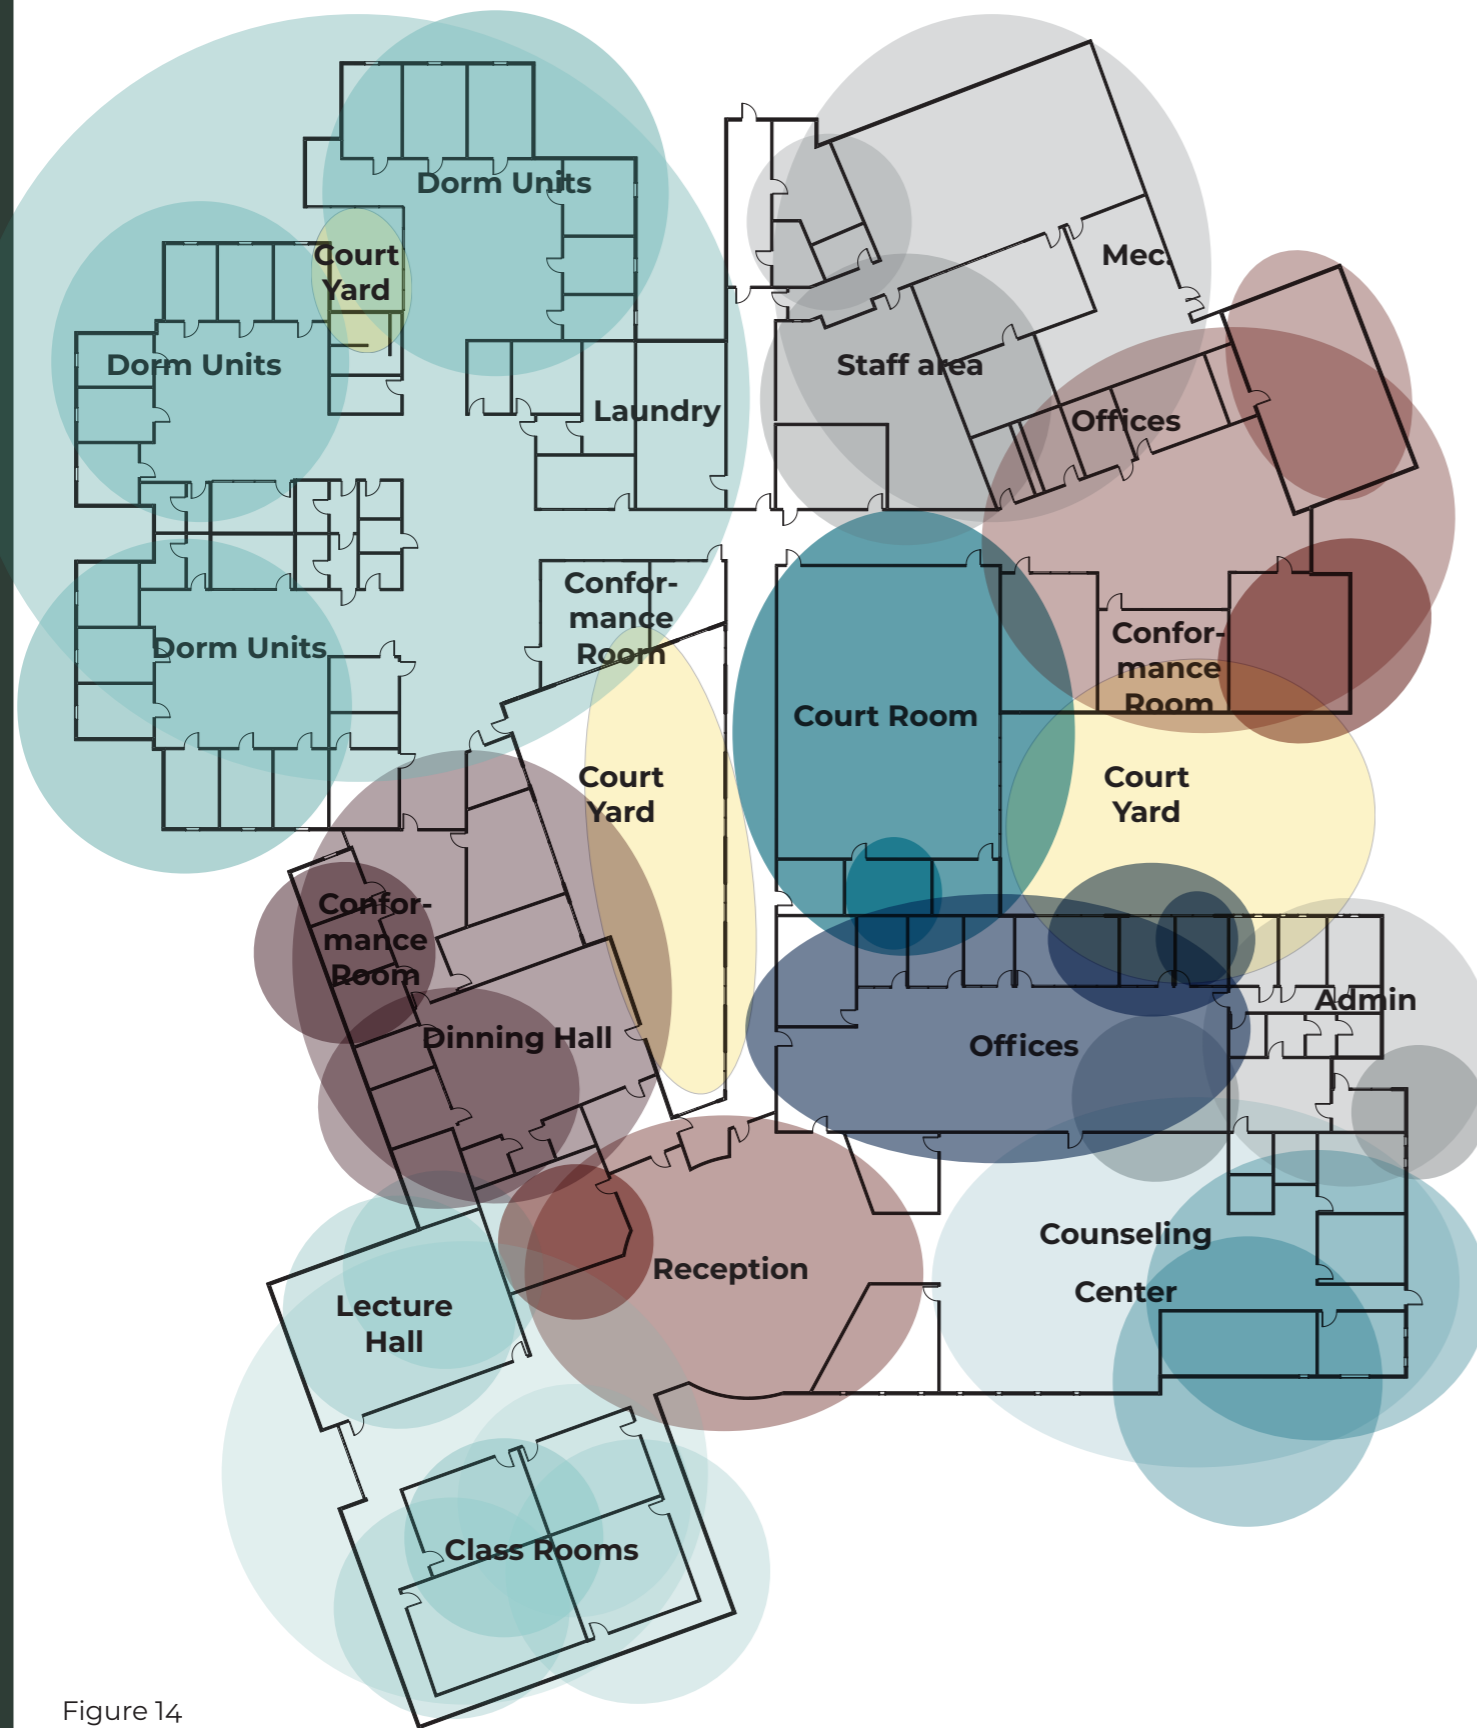 Dorm Units
Court
Yard
Mec.
Dorm Units
Staff area
Laundry
Offices
Confor-
mance
Room
Confor-
mance
Room
Dorm Units
Court Room
Court
Yard
Court
Yard
Confor-
mance
Room
Admin
Dinning Hall
Offices
Counseling
Center
Reception
Lecture
Hall
Class Rooms
Figure 14